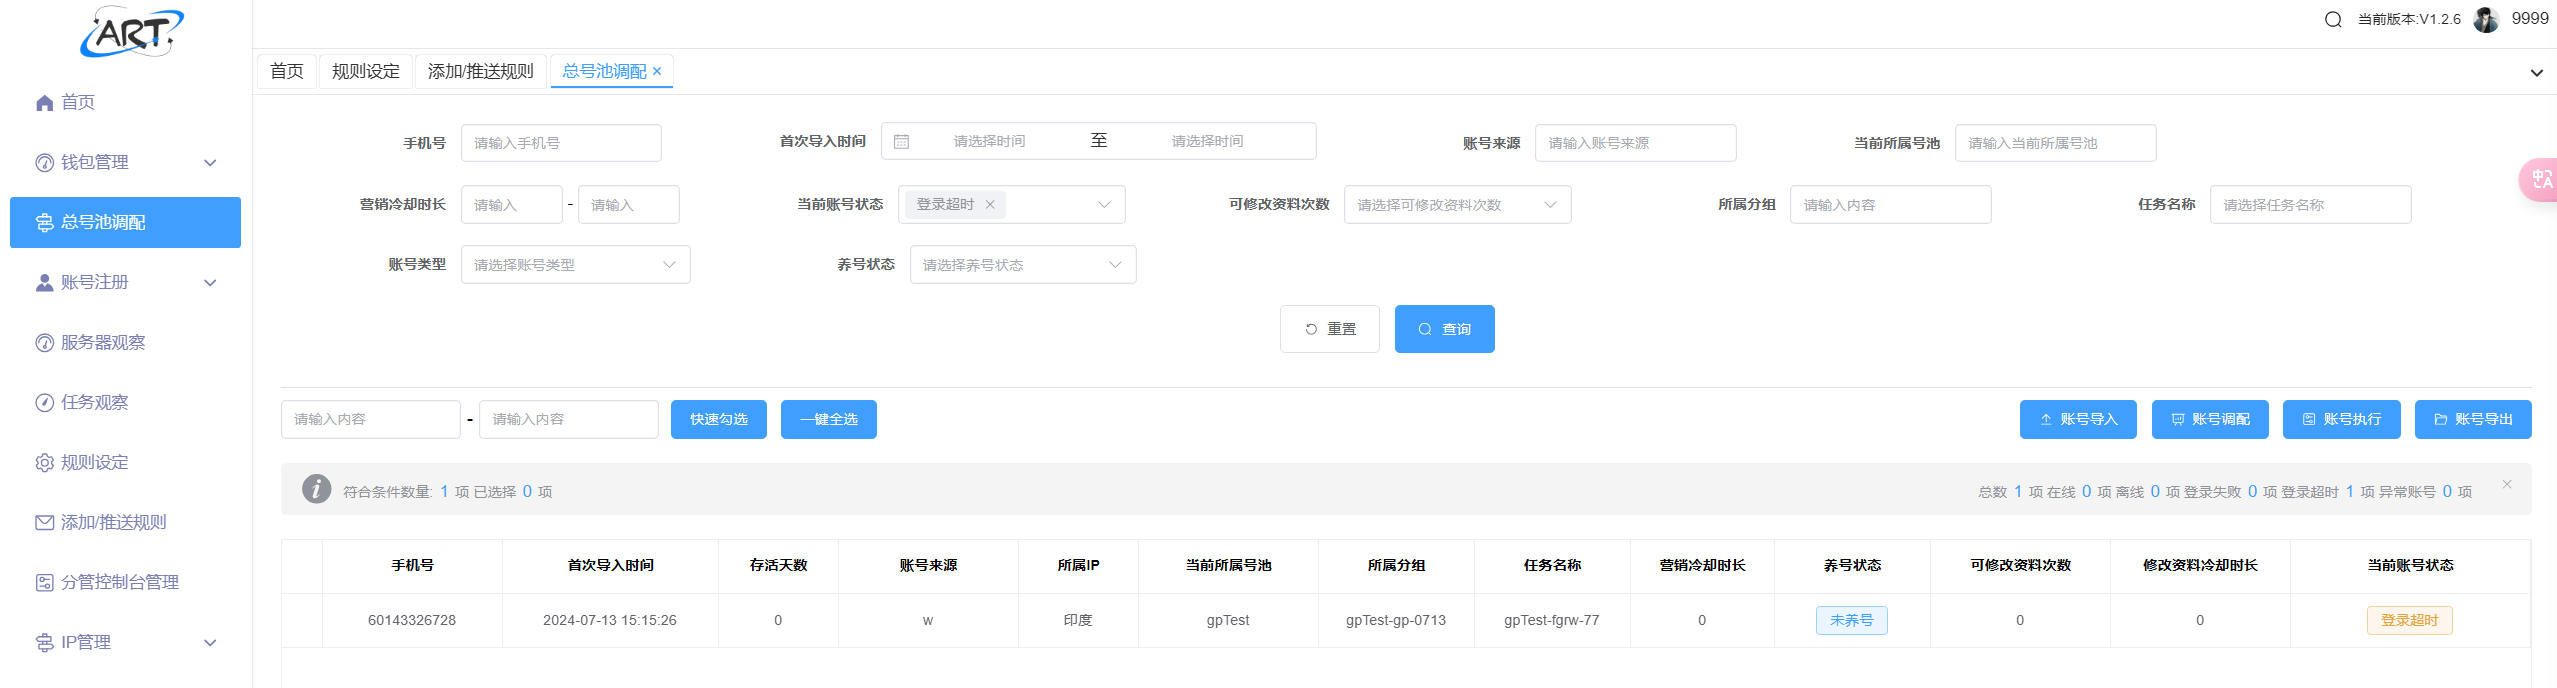 ART
当前版本:V1.2.6 9999
首页 规则设定 添加/推送规则 总号池调配
首页
钱包管理
总号池调配
账号注册
服务器观察
任务观察
规则设定
添加/推送规则
分管控制台管理
IP管理
手机号 请输入手机号 首次导入时间 请选择时间 至 请选择时间 账号来源 请输入账号来源 当前所属号池 请输入当前所属号池
营销冷却时长 请输入 - 请输入 当前账号状态 登录超时 可修改资料次数 请选择可修改资料次数 所属分组 请输入内容 任务名称 请选择任务名称
账号类型 请选择账号类型 养号状态 请选择养号状态
重置 查询
请输入内容 - 请输入内容 快速勾选 一键全选 账号导入 账号调配 账号执行 账号导出
符合条件数量: 1 项 已选择 0 项 总数 1 项 在线 0 项 离线 0 项 登录失败 0 项 登录超时 1 项 异常账号 0 项
手机号 首次导入时间 存活天数 账号来源 所属IP 当前所属号池 所属分组 任务名称 营销冷却时长 养号状态 可修改资料次数 修改资料冷却时长 当前账号状态
60143326728 2024-07-13 15:15:26 0 w 印度 gpTest gpTest-gp-0713 gpTest-fgrw-77 0 未养号 0 0 登录超时
中A